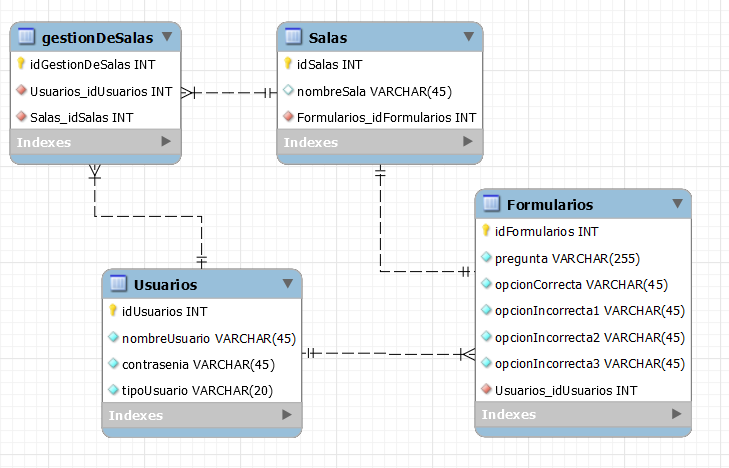 gestionDeSalas
idGestionDeSalas INT
Usuarios_idUsuarios INT
Salas_idSalas INT
Indexes
Salas
idSalas INT
nombreSala VARCHAR(45)
Formularios_idFormularios INT
Indexes
Formularios
idFormularios INT
pregunta VARCHAR(255)
opcionCorrecta VARCHAR(45)
opcionIncorrecta1 VARCHAR(45)
opcionIncorrecta2 VARCHAR(45)
opcionIncorrecta3 VARCHAR(45)
Usuarios_idUsuarios INT
Indexes
Usuarios
idUsuarios INT
nombreUsuario VARCHAR(45)
contrasenia VARCHAR(45)
tipoUsuario VARCHAR(20)
Indexes